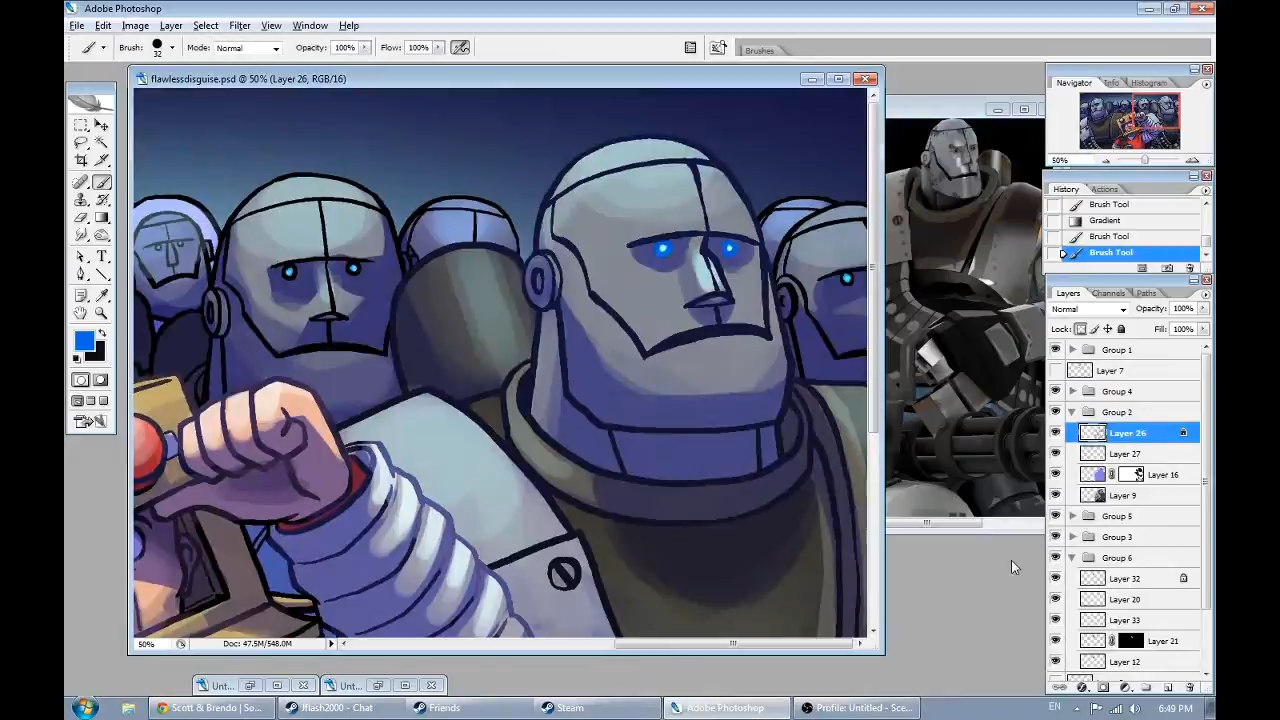 Adobe Photoshop
File Edit Image Layer Select Filter View Window Help
Brush: 32 Mode: Normal Opacity: 100% Flow: 100% Brushes
flawlessdisguise.psd @ 50% (Layer 26, RGB/16)
Navigator Info Histogram
50%
History Actions
Brush Tool
Gradient
Brush Tool
Brush Tool
Layers Channels Paths
Normal Opacity: 100%
Lock: Fill: 100%
Group 1
Layer 7
Group 4
Group 2
Layer 26
Layer 27
Layer 16
Layer 9
Group 5
Group 3
Group 6
Layer 32
Layer 20
Layer 33
Layer 21
Layer 12
50% Doc: 47.5M/548.0M
Unt... Unt...
Scott & Brendo | So... Jflash2000 - Chat Friends Steam Adobe Photoshop Profile: Untitled - Sce... EN 6:49 PM